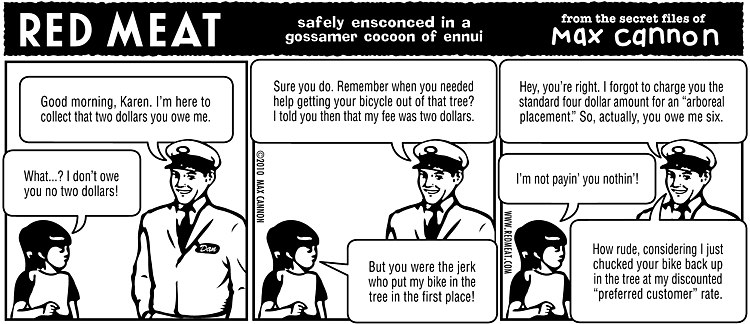 RED MEAT
safely ensconced in a
gossamer cocoon of ennui
from the secret files of
Max cannon
Good morning, Karen. I'm here to
collect that two dollars you owe me.
What...? I don't owe
you no two dollars!
Dan
Sure you do. Remember when you needed
help getting your bicycle out of that tree?
I told you then that my fee was two dollars.
©2010 MAX CANNON
But you were the jerk
who put my bike in the
tree in the first place!
Hey, you're right. I forgot to charge you the
standard four dollar amount for an “arboreal
placement.” So, actually, you owe me six.
I'm not payin' you nothin'!
WWW.REDMEAT.COM
How rude, considering I just
chucked your bike back up
in the tree at my discounted
“preferred customer” rate.